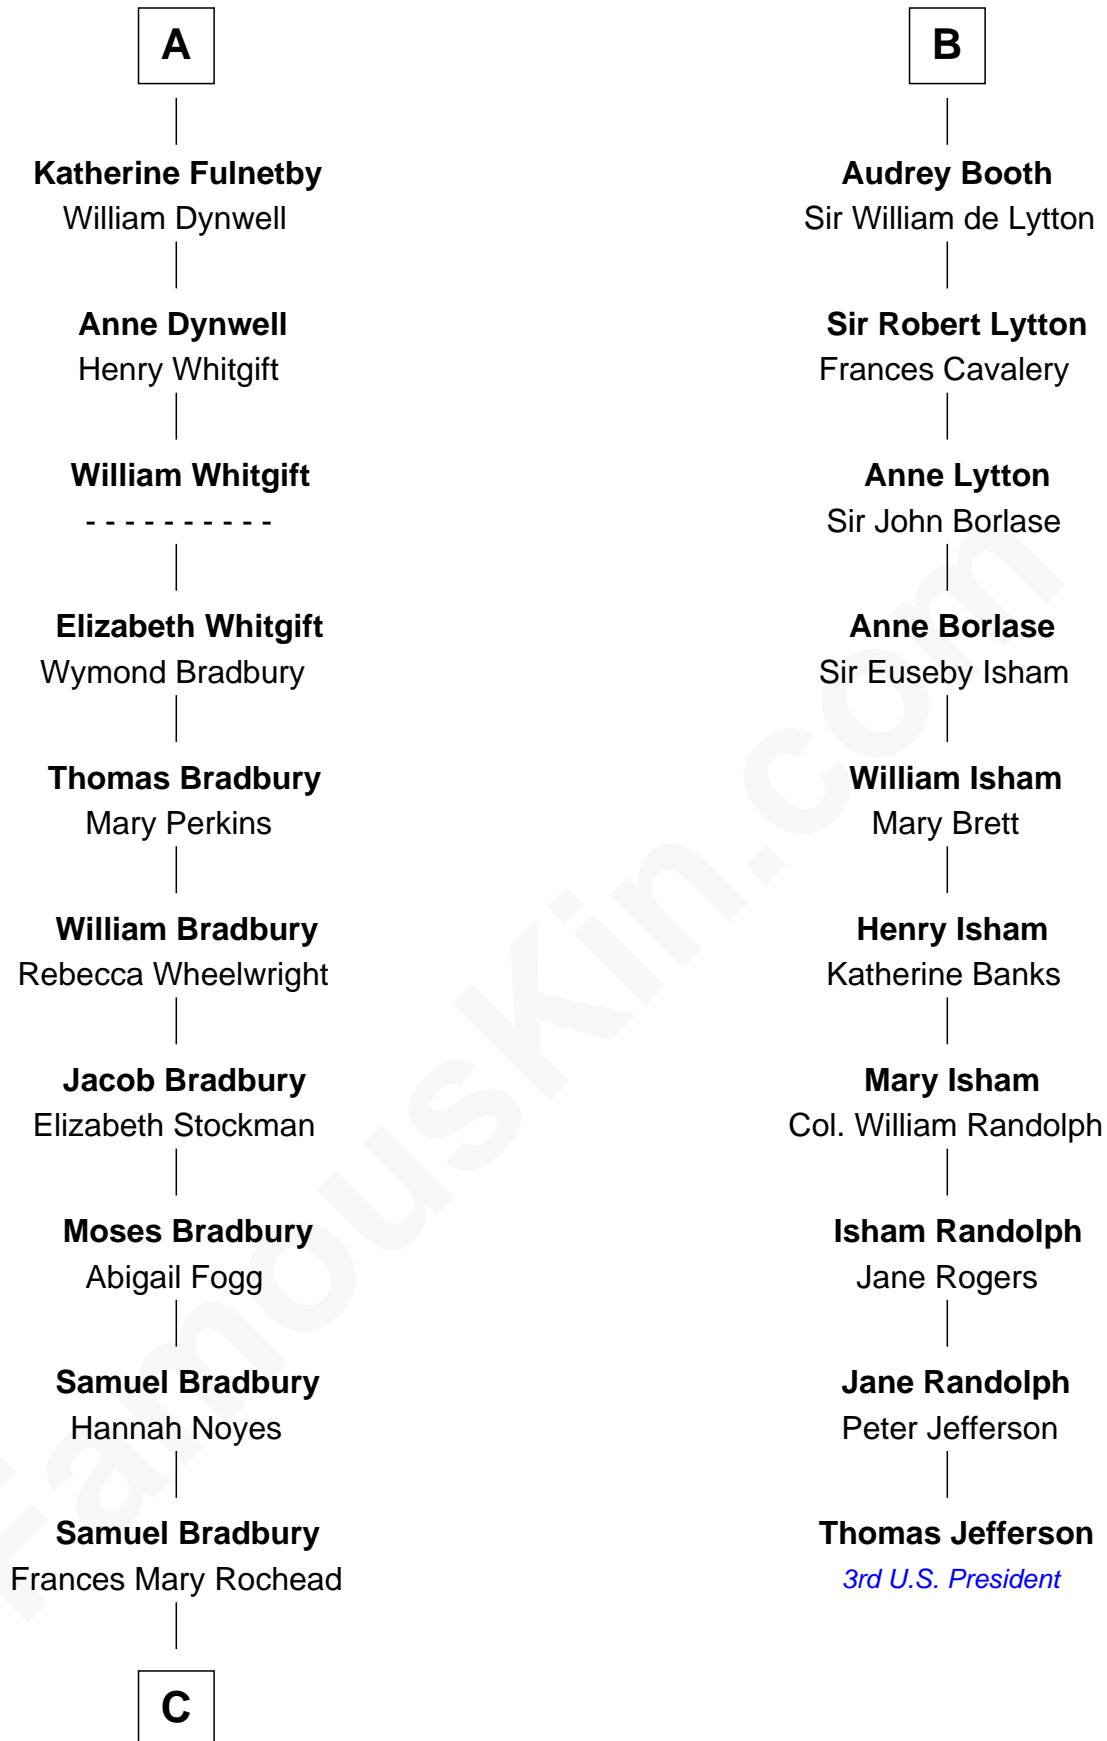 A
Katherine Fulnetby
William Dynwell
Anne Dynwell
Henry Whitgift
William Whitgift
- - - - - - - - - -
Elizabeth Whitgift
Wymond Bradbury
Thomas Bradbury
Mary Perkins
William Bradbury
Rebecca Wheelwright
Jacob Bradbury
Elizabeth Stockman
Moses Bradbury
Abigail Fogg
Samuel Bradbury
Hannah Noyes
Samuel Bradbury
Frances Mary Rochead
C
B
Audrey Booth
Sir William de Lytton
Sir Robert Lytton
Frances Cavalery
Anne Lytton
Sir John Borlase
Anne Borlase
Sir Euseby Isham
William Isham
Mary Brett
Henry Isham
Katherine Banks
Mary Isham
Col. William Randolph
Isham Randolph
Jane Rogers
Jane Randolph
Peter Jefferson
Thomas Jefferson
3rd U.S. President
FamousKin.com